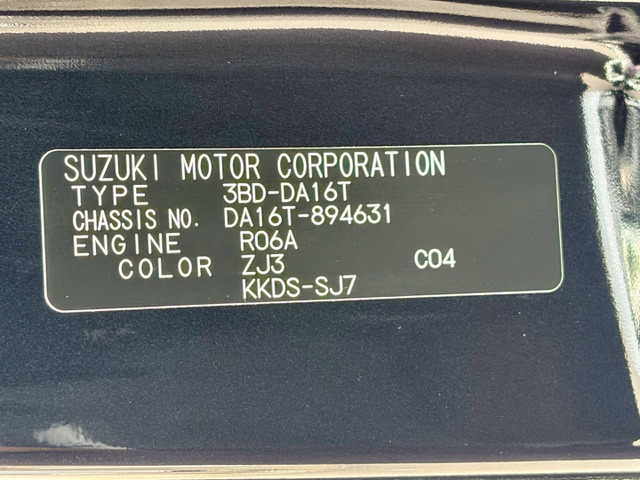 SUZUKI MOTOR CORPORATION
TYPE 3BD-DA16T
CHASSIS NO. DA16T-894631
ENGINE R06A
COLOR ZJ3 C04
KKDS-SJ7